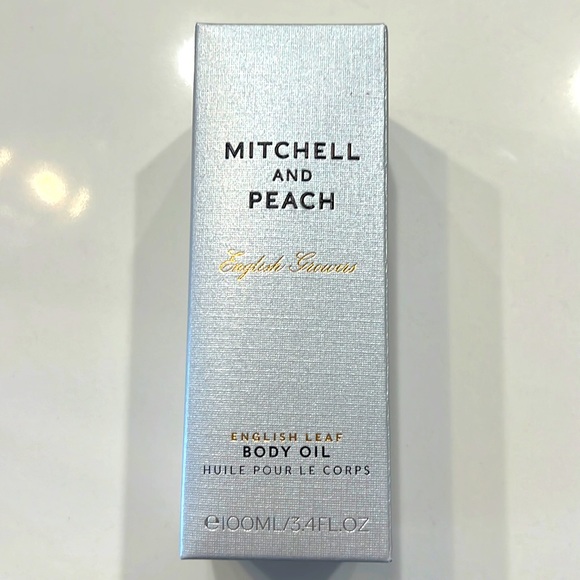 MITCHELL
AND
PEACH
English Growers
ENGLISH LEAF
BODY OIL
HUILE POUR LE CORPS
℮100ML/3.4FL.OZ